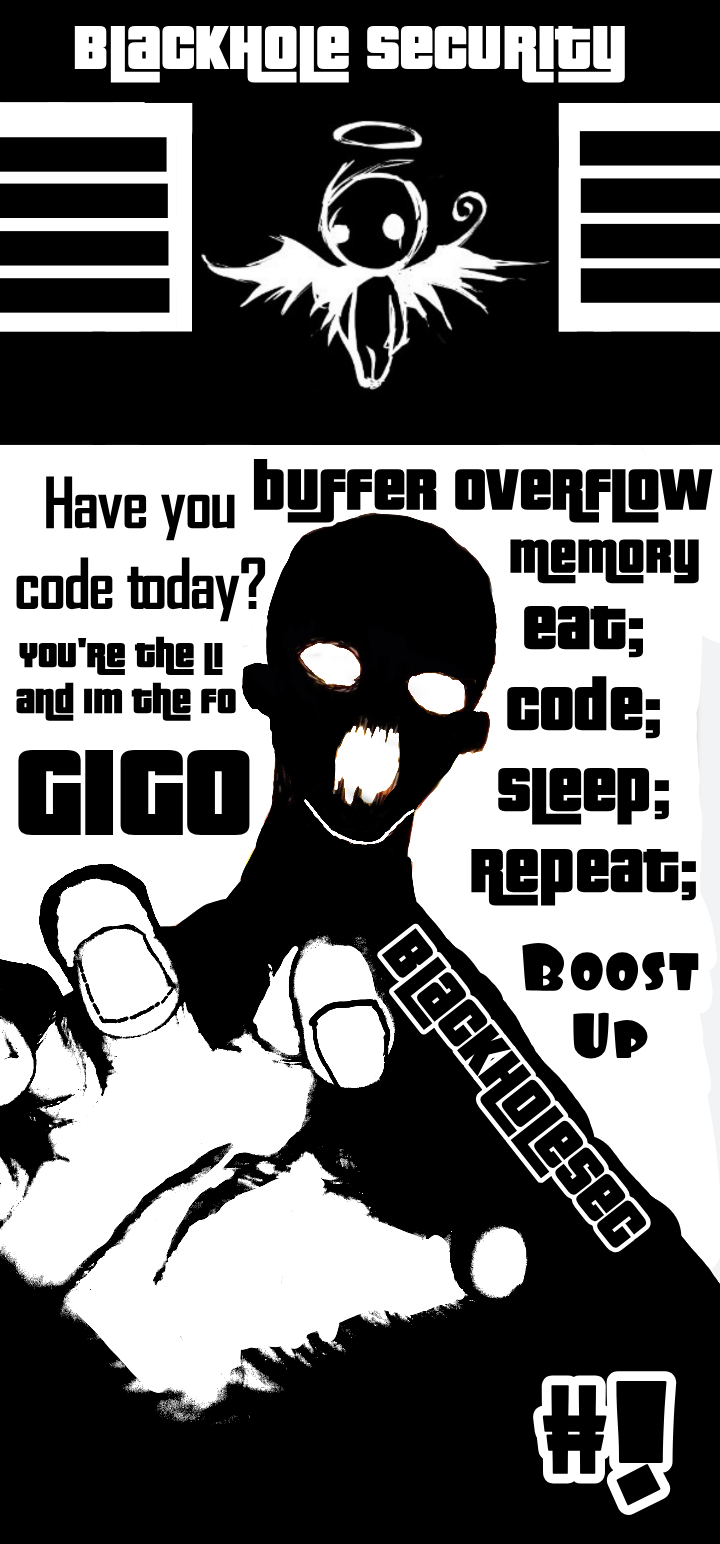 BLACKHOLE SECURITY
Have you
code today?
buffer overflow
memory
You're the LI
and Im the FO
GIGO
eat;
code;
sleep;
Repeat;
Boost
Up
BLACKHOLESEC
#!